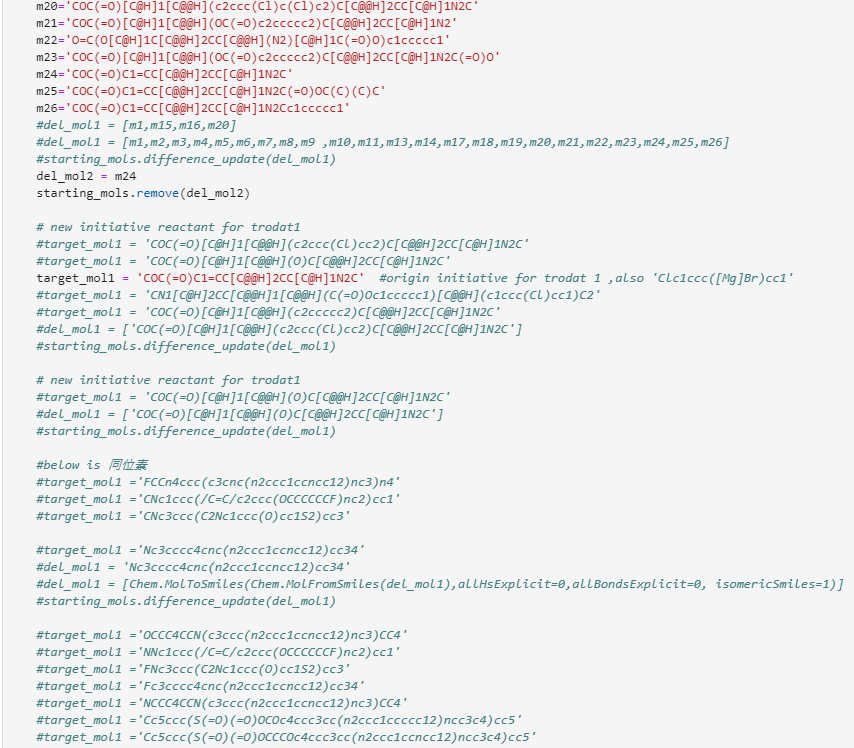 m20='COC(=O)[C@H]1[C@@H](c2ccc(Cl)c(Cl)c2)C[C@@H]2CC[C@H]1N2C'
m21='COC(=O)[C@H]1[C@@H](OC(=O)c2ccccc2)C[C@@H]2CC[C@H]1N2'
m22='O=C(O[C@H]1C[C@@H]2CC[C@@H](N2)[C@H]1C(=O)O)c1ccccc1'
m23='COC(=O)[C@H]1[C@@H](OC(=O)c2ccccc2)C[C@@H]2CC[C@H]1N2C(=O)O'
m24='COC(=O)C1=CC[C@@H]2CC[C@H]1N2C'
m25='COC(=O)C1=CC[C@@H]2CC[C@H]1N2C(=O)OC(C)(C)C'
m26='COC(=O)C1=CC[C@@H]2CC[C@H]1N2Cc1ccccc1'
#del_mol1 = [m1,m15,m16,m20]
#del_mol1 = [m1,m2,m3,m4,m5,m6,m7,m8,m9 ,m10,m11,m13,m14,m17,m18,m19,m20,m21,m22,m23,m24,m25,m26]
#starting_mols.difference_update(del_mol1)
del_mol2 = m24
starting_mols.remove(del_mol2)
# new initiative reactant for trodat1
#target_mol1 = 'COC(=O)[C@H]1[C@@H](c2ccc(Cl)cc2)C[C@@H]2CC[C@H]1N2C'
#target_mol1 = 'COC(=O)[C@H]1[C@@H](O)C[C@@H]2CC[C@H]1N2C'
target_mol1 = 'COC(=O)C1=CC[C@@H]2CC[C@H]1N2C'  #origin initiative for trodat 1 ,also 'Clc1ccc([Mg]Br)cc1'
#target_mol1 = 'CN1[C@H]2CC[C@@H]1[C@@H](C(=O)Oc1ccccc1)[C@@H](c1ccc(Cl)cc1)C2'
#target_mol1 = 'COC(=O)[C@H]1[C@@H](c2ccccc2)C[C@@H]2CC[C@H]1N2C'
#del_mol1 = ['COC(=O)[C@H]1[C@@H](c2ccc(Cl)cc2)C[C@@H]2CC[C@H]1N2C']
#starting_mols.difference_update(del_mol1)
# new initiative reactant for trodat1
#target_mol1 = 'COC(=O)[C@H]1[C@@H](O)C[C@@H]2CC[C@H]1N2C'
#del_mol1 = ['COC(=O)[C@H]1[C@@H](O)C[C@@H]2CC[C@H]1N2C']
#starting_mols.difference_update(del_mol1)
#below is 同位素
#target_mol1 ='FCCn4ccc(c3cnc(n2ccc1ccncc12)nc3)n4'
#target_mol1 ='CNc1ccc(/C=C/c2ccc(OCCCCCCF)nc2)cc1'
#target_mol1 ='CNc3ccc(C2Nc1ccc(O)cc1S2)cc3'
#target_mol1 ='Nc3cccc4cnc(n2ccc1ccncc12)cc34'
#del_mol1 = 'Nc3cccc4cnc(n2ccc1ccncc12)cc34'
#del_mol1 = [Chem.MolToSmiles(Chem.MolFromSmiles(del_mol1),allHsExplicit=0,allBondsExplicit=0, isomericSmiles=1)]
#starting_mols.difference_update(del_mol1)
#target_mol1 ='OCCC4CCN(c3ccc(n2ccc1ccncc12)nc3)CC4'
#target_mol1 ='NNc1ccc(/C=C/c2ccc(OCCCCCCF)nc2)cc1'
#target_mol1 ='FNc3ccc(C2Nc1ccc(O)cc1S2)cc3'
#target_mol1 ='Fc3cccc4cnc(n2ccc1ccncc12)cc34'
#target_mol1 ='NCCC4CCN(c3ccc(n2ccc1ccncc12)nc3)CC4'
#target_mol1 ='Cc5ccc(S(=O)(=O)OCOc4ccc3cc(n2ccc1ccccc12)ncc3c4)cc5'
#target_mol1 ='Cc5ccc(S(=O)(=O)OCCCOc4ccc3cc(n2ccc1ccncc12)ncc3c4)cc5'